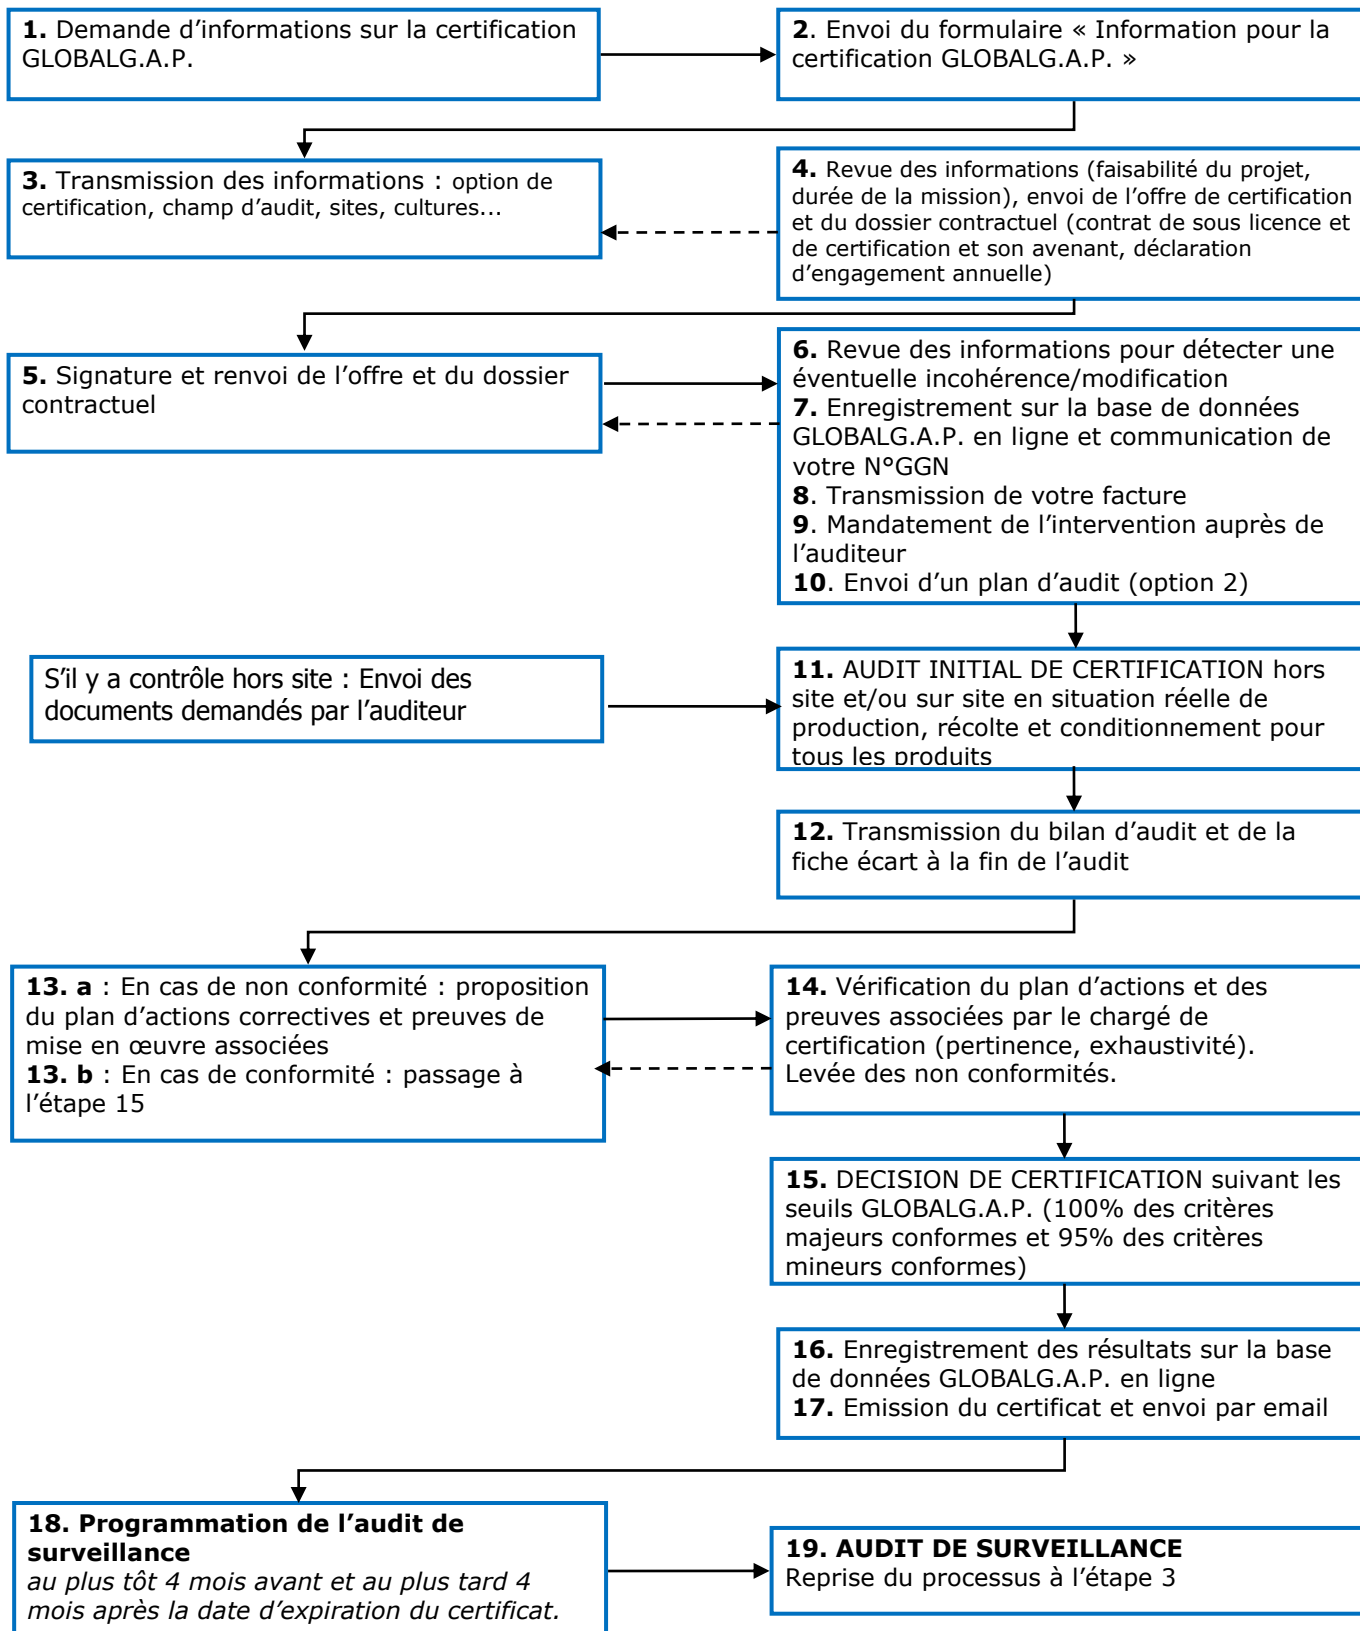 1. Demande d’informations sur la certification
GLOBALG.A.P.
2. Envoi du formulaire « Information pour la
certification GLOBALG.A.P. »
3. Transmission des informations : option de
certification, champ d’audit, sites, cultures...
4. Revue des informations (faisabilité du projet,
durée de la mission), envoi de l’offre de certification
et du dossier contractuel (contrat de sous licence et
de certification et son avenant, déclaration
d’engagement annuelle)
5. Signature et renvoi de l’offre et du dossier
contractuel
6. Revue des informations pour détecter une
éventuelle incohérence/modification
7. Enregistrement sur la base de données
GLOBALG.A.P. en ligne et communication de
votre N°GGN
8. Transmission de votre facture
9. Mandatement de l’intervention auprès de
l’auditeur
10. Envoi d’un plan d’audit (option 2)
S’il y a contrôle hors site : Envoi des
documents demandés par l’auditeur
11. AUDIT INITIAL DE CERTIFICATION hors
site et/ou sur site en situation réelle de
production, récolte et conditionnement pour
tous les produits
12. Transmission du bilan d’audit et de la
fiche écart à la fin de l’audit
13. a : En cas de non conformité : proposition
du plan d’actions correctives et preuves de
mise en œuvre associées
13. b : En cas de conformité : passage à
l’étape 15
14. Vérification du plan d’actions et des
preuves associées par le chargé de
certification (pertinence, exhaustivité).
Levée des non conformités.
15. DECISION DE CERTIFICATION suivant les
seuils GLOBALG.A.P. (100% des critères
majeurs conformes et 95% des critères
mineurs conformes)
16. Enregistrement des résultats sur la base
de données GLOBALG.A.P. en ligne
17. Emission du certificat et envoi par email
18. Programmation de l’audit de
surveillance
au plus tôt 4 mois avant et au plus tard 4
mois après la date d’expiration du certificat.
19. AUDIT DE SURVEILLANCE
Reprise du processus à l’étape 3